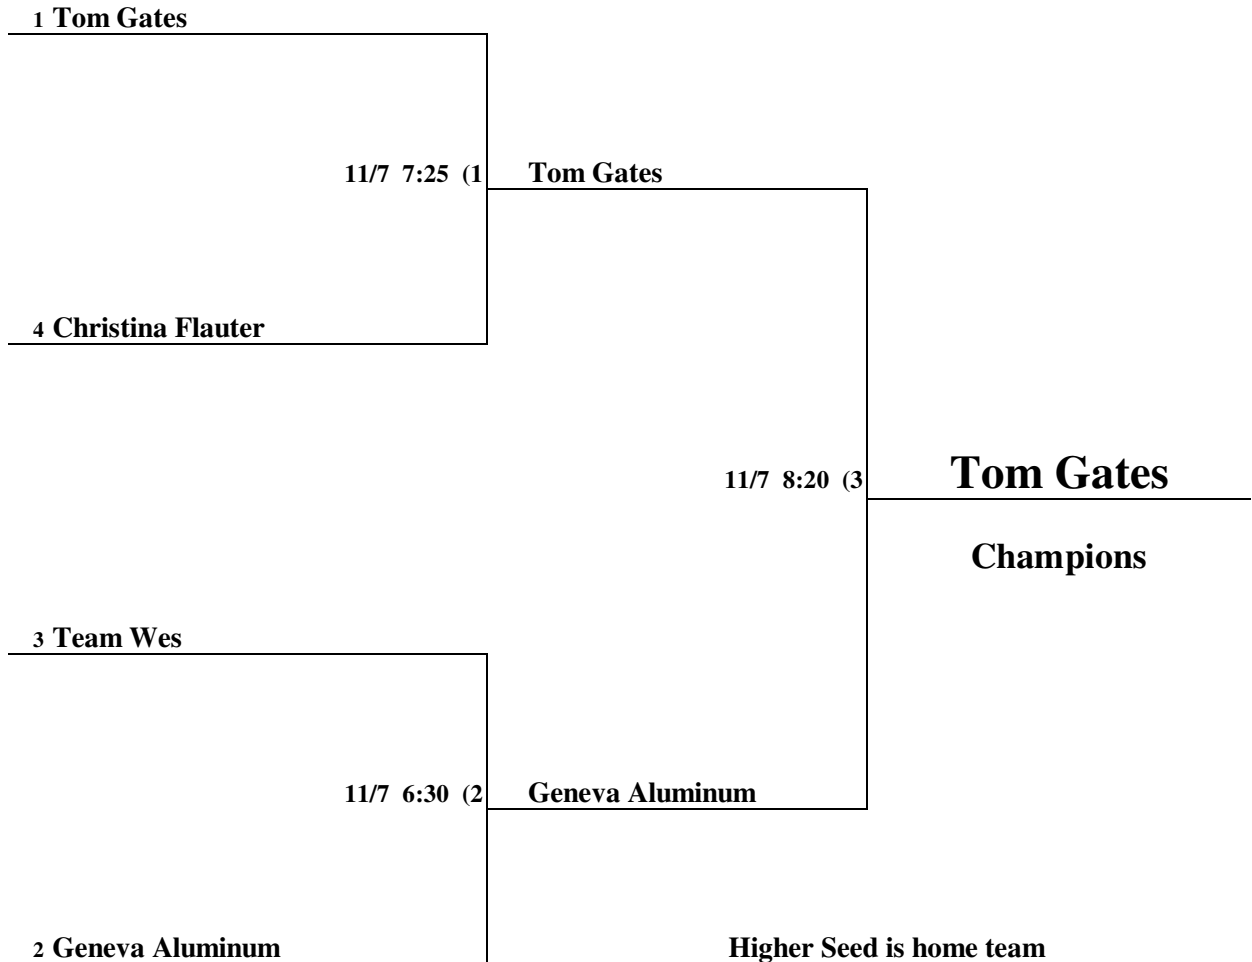 1 Tom Gates
11/7 7:25 (1
Tom Gates
4 Christina Flauter
11/7 8:20 (3
Tom Gates
Champions
3 Team Wes
11/7 6:30 (2
Geneva Aluminum
2 Geneva Aluminum
Higher Seed is home team